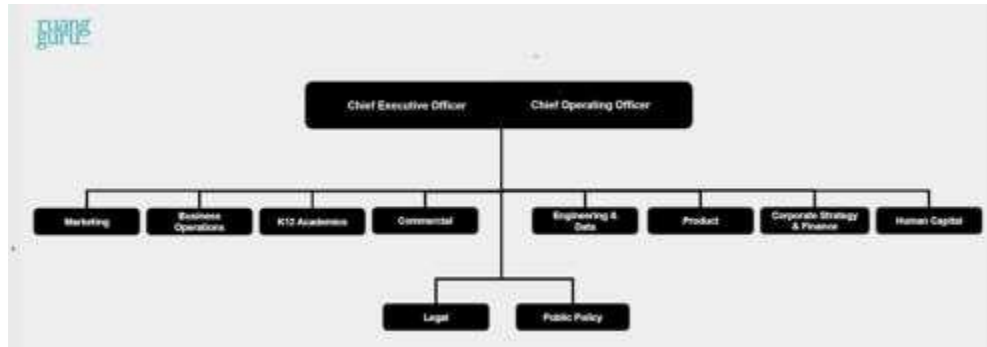 ruang
guru
Chief Executive Officer Chief Operating Officer
Marketing
Business
Operations
K12 Academics
Commercial
Engineering &
Data
Product
Corporate Strategy
& Finance
Human Capital
Legal
Public Policy